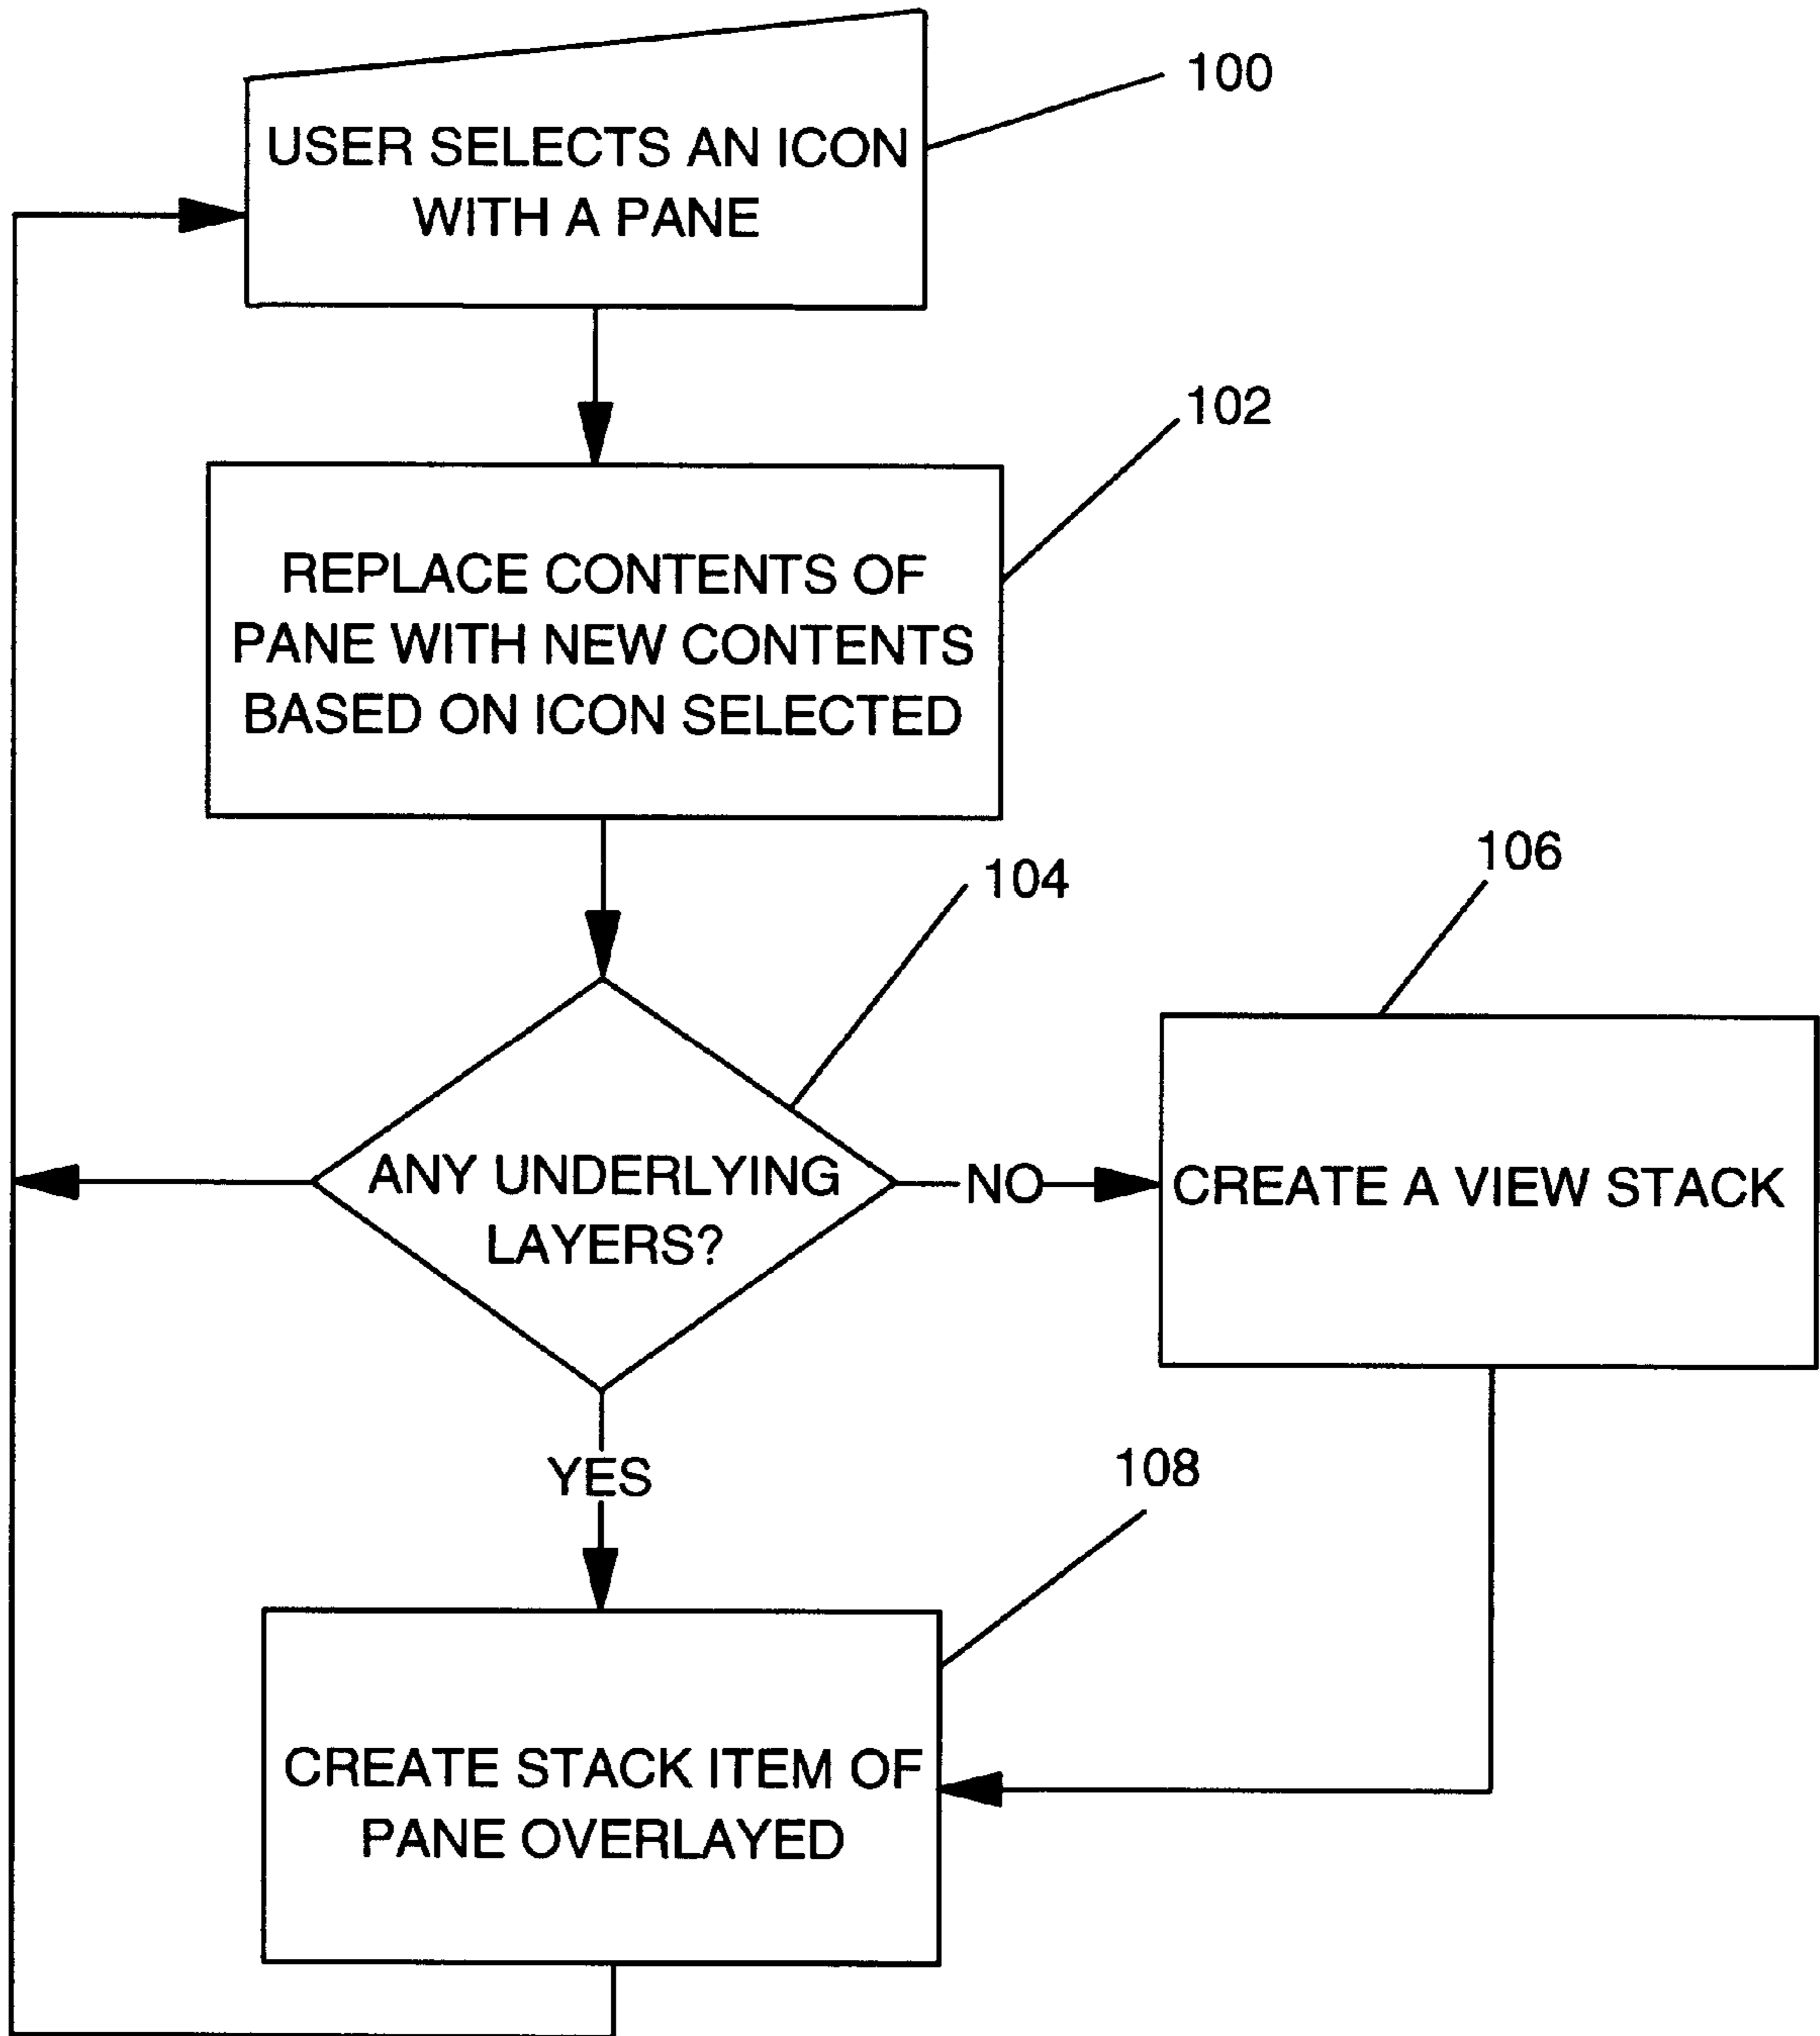 USER SELECTS AN ICON
WITH A PANE
100
REPLACE CONTENTS OF
PANE WITH NEW CONTENTS
BASED ON ICON SELECTED
102
ANY UNDERLYING
LAYERS?
104
NO
CREATE A VIEW STACK
106
YES
CREATE STACK ITEM OF
PANE OVERLAYED
108